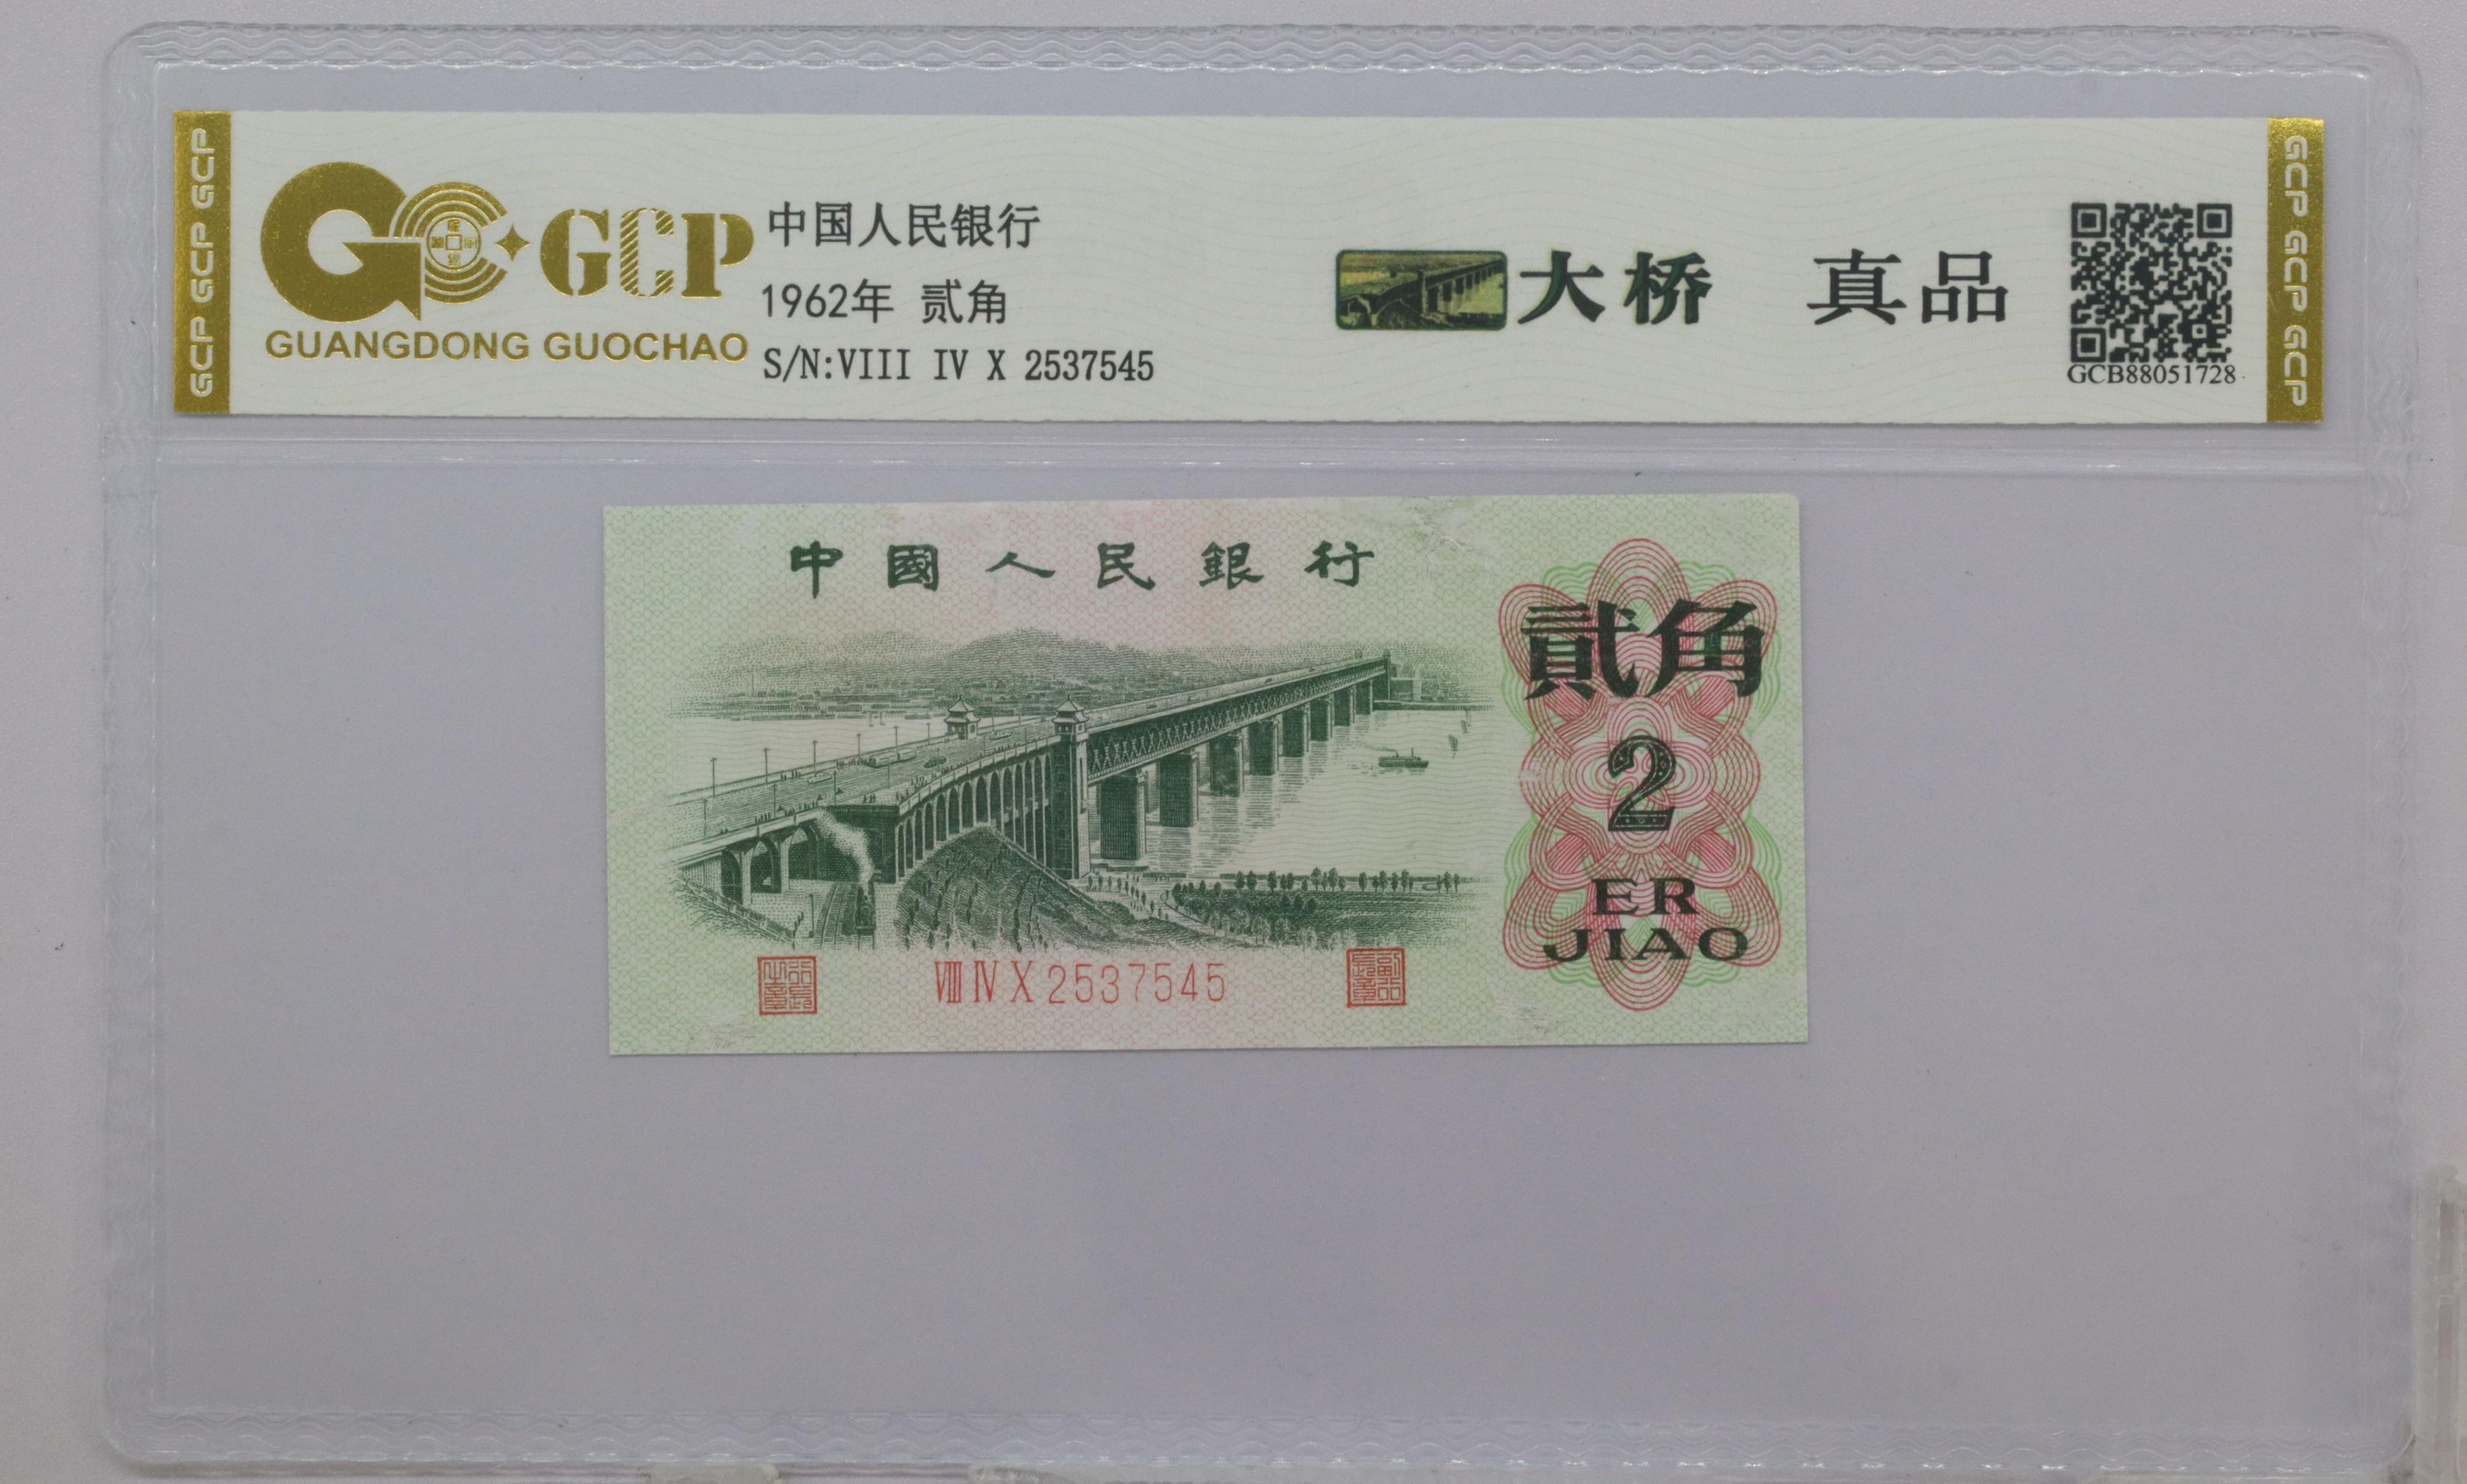 GCP GCP GCP
GCP
GUANGDONG GUOCHAO
中国人民银行
1962年 贰角
S/N:VIII IV X 2537545
大桥 真品
GCB88051728
GCP GCP GCP
中國人民銀行
貳角
2
ER
JIAO
VIII IV X 2537545